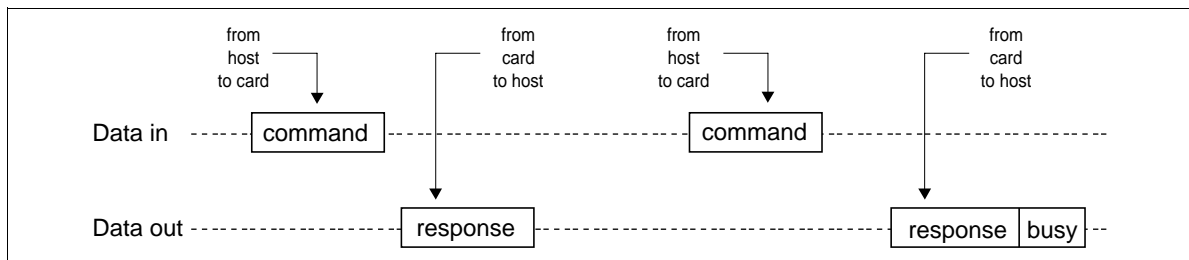 from
host
to card
from
card
to host
from
host
to card
from
card
to host
Data in
command
command
Data out
response
response
busy